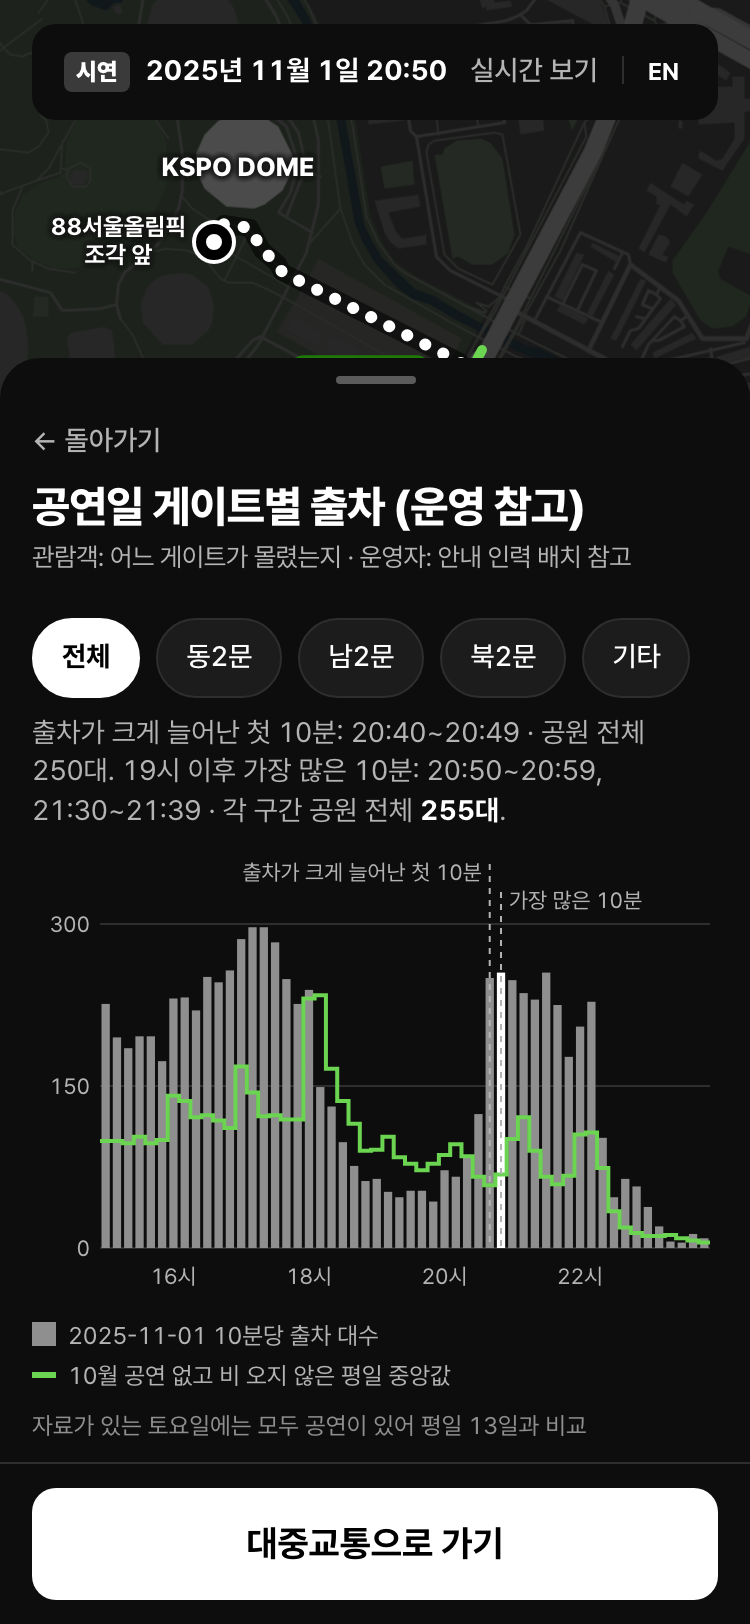 시연 2025년 11월 1일 20:50 실시간 보기 EN
KSPO DOME
88서울올림픽
조각 앞
← 돌아가기
공연일 게이트별 출차 (운영 참고)
관람객: 어느 게이트가 몰렸는지 · 운영자: 안내 인력 배치 참고
전체 동2문 남2문 북2문 기타
출차가 크게 늘어난 첫 10분: 20:40~20:49 · 공원 전체
250대. 19시 이후 가장 많은 10분: 20:50~20:59,
21:30~21:39 · 각 구간 공원 전체 255대.
출차가 크게 늘어난 첫 10분
가장 많은 10분
300
150
0
16시 18시 20시 22시
2025-11-01 10분당 출차 대수
10월 공연 없고 비 오지 않은 평일 중앙값
자료가 있는 토요일에는 모두 공연이 있어 평일 13일과 비교
대중교통으로 가기